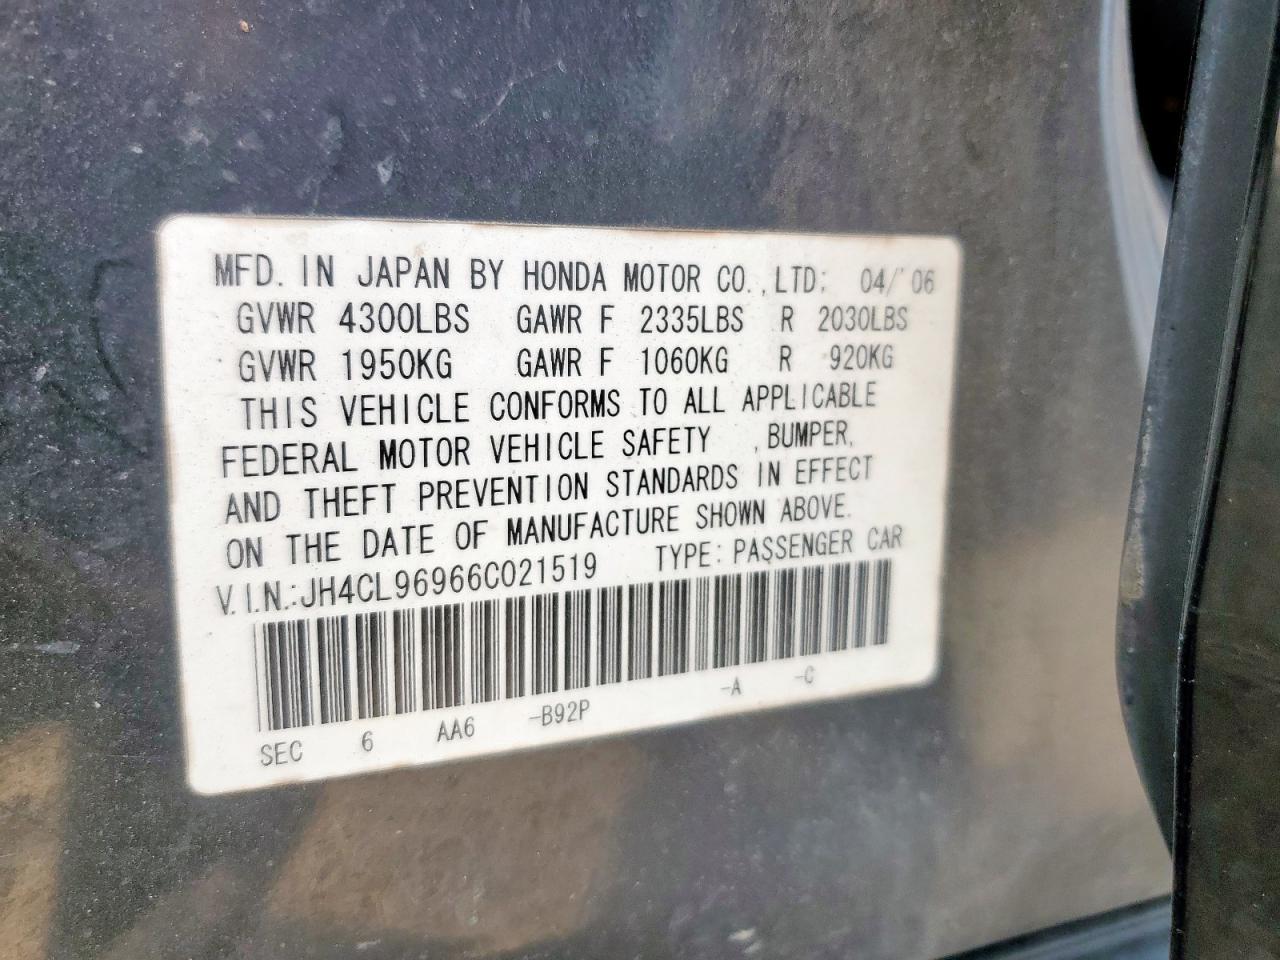 MFD. IN JAPAN BY HONDA MOTOR CO., LTD; 04/'06
GVWR 4300LBS GAWR F 2335LBS R 2030LBS
GVWR 1950KG GAWR F 1060KG R 920KG
THIS VEHICLE CONFORMS TO ALL APPLICABLE
FEDERAL MOTOR VEHICLE SAFETY , BUMPER,
AND THEFT PREVENTION STANDARDS IN EFFECT
ON THE DATE OF MANUFACTURE SHOWN ABOVE.
V.I.N.:JH4CL96966C021519 TYPE: PASSENGER CAR
SEC 6 AA6 -B92P -A -C